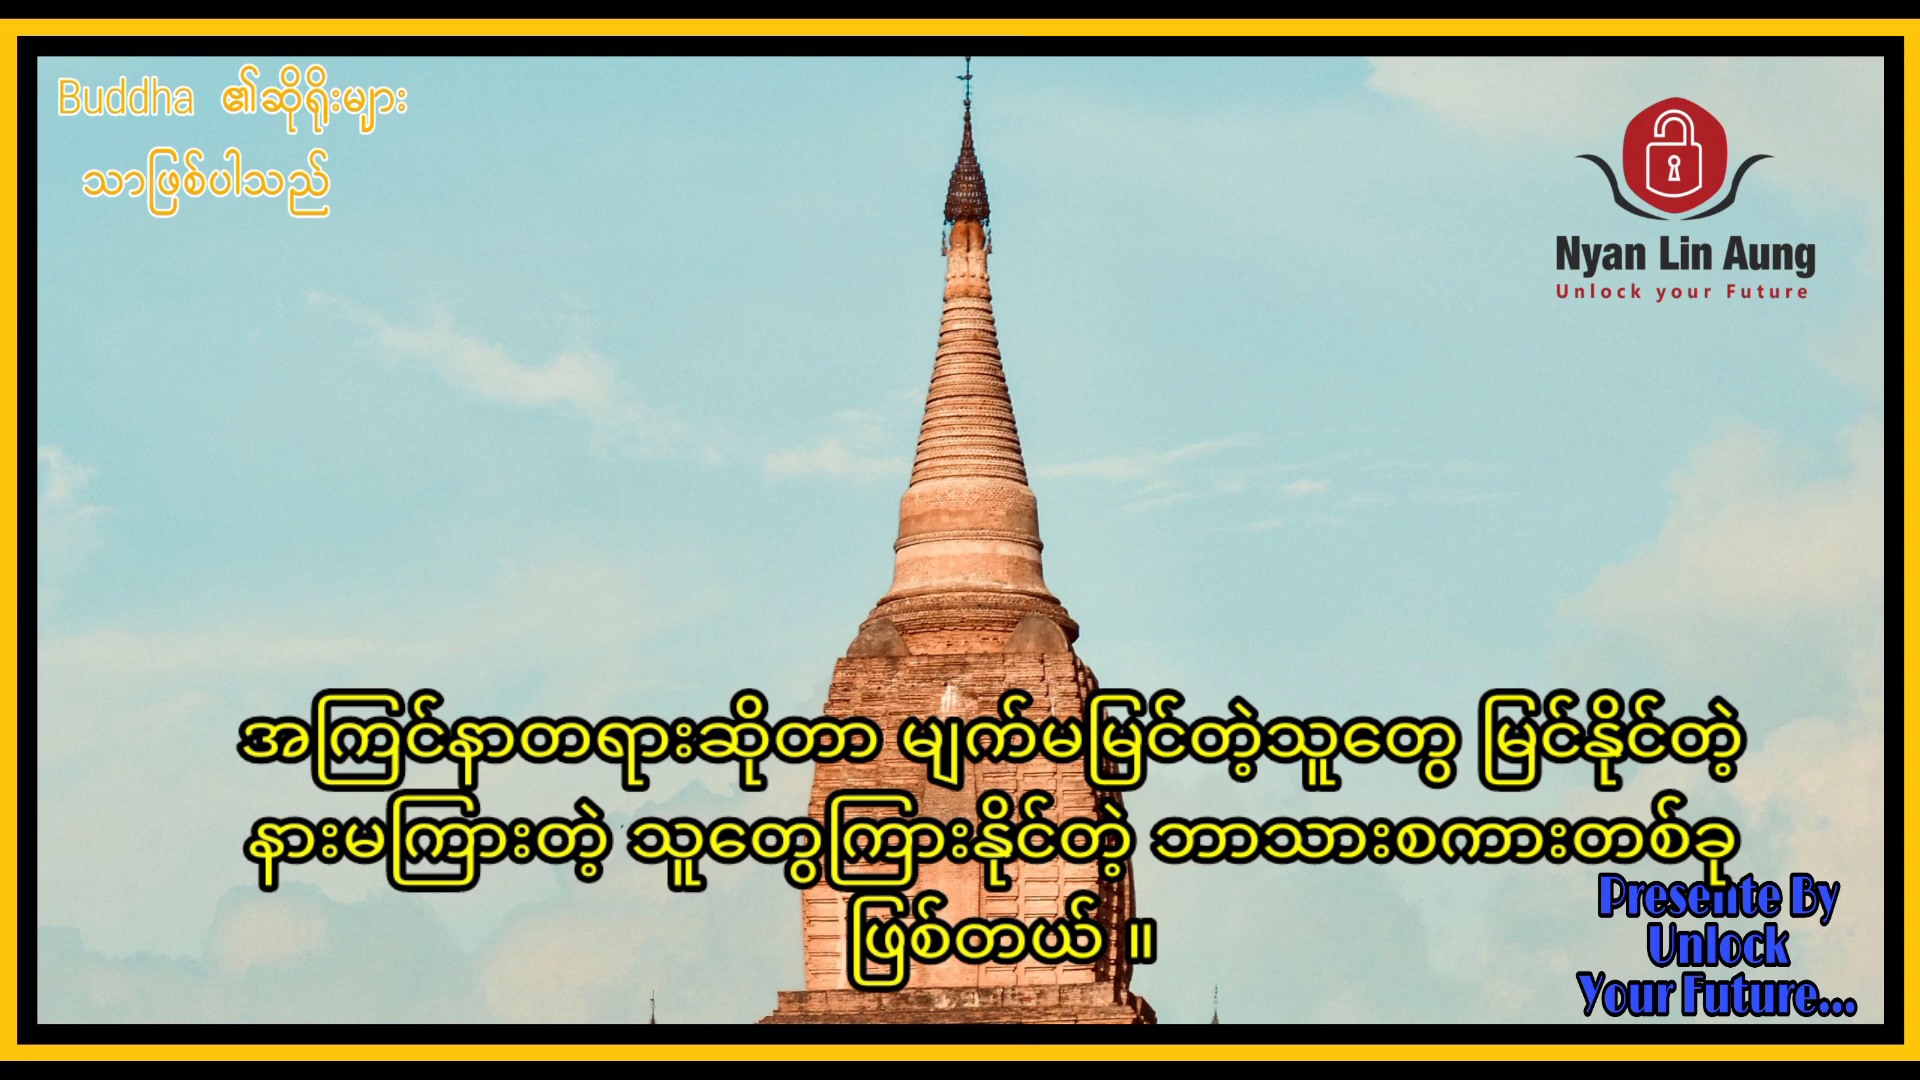 Buddha ၏ဆိုရိုးများ
သာဖြစ်ပါသည်
Nyan Lin Aung
Unlock your Future
အကြင်နာတရားဆိုတာ မျက်မမြင်တဲ့သူတွေ မြင်နိုင်တဲ့
နားမကြားတဲ့ သူတွေကြားနိုင်တဲ့ ဘာသားစကားတစ်ခု
ဖြစ်တယ် ။
Presente By
Unlock
Your Future...